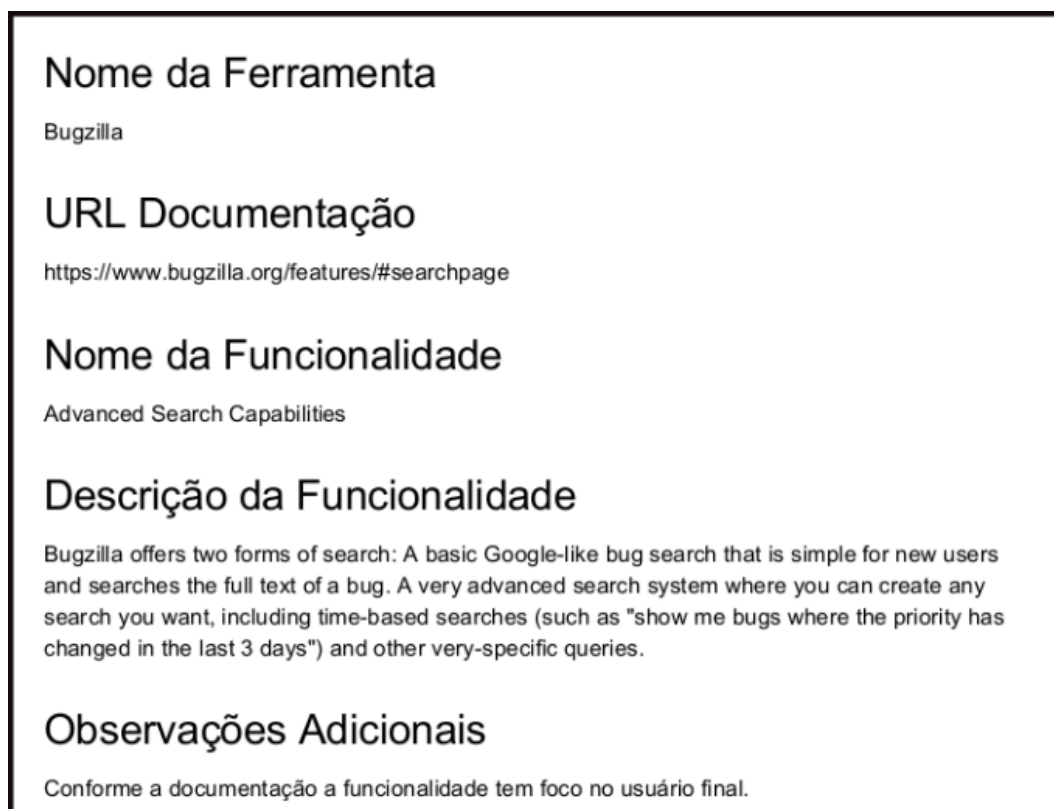 Nome da Ferramenta
Bugzilla
URL Documentação
https://www.bugzilla.org/features/#searchpage
Nome da Funcionalidade
Advanced Search Capabilities
Descrição da Funcionalidade
Bugzilla offers two forms of search: A basic Google-like bug search that is simple for new users
and searches the full text of a bug. A very advanced search system where you can create any
search you want, including time-based searches (such as "show me bugs where the priority has
changed in the last 3 days") and other very-specific queries.
Observações Adicionais
Conforme a documentação a funcionalidade tem foco no usuário final.